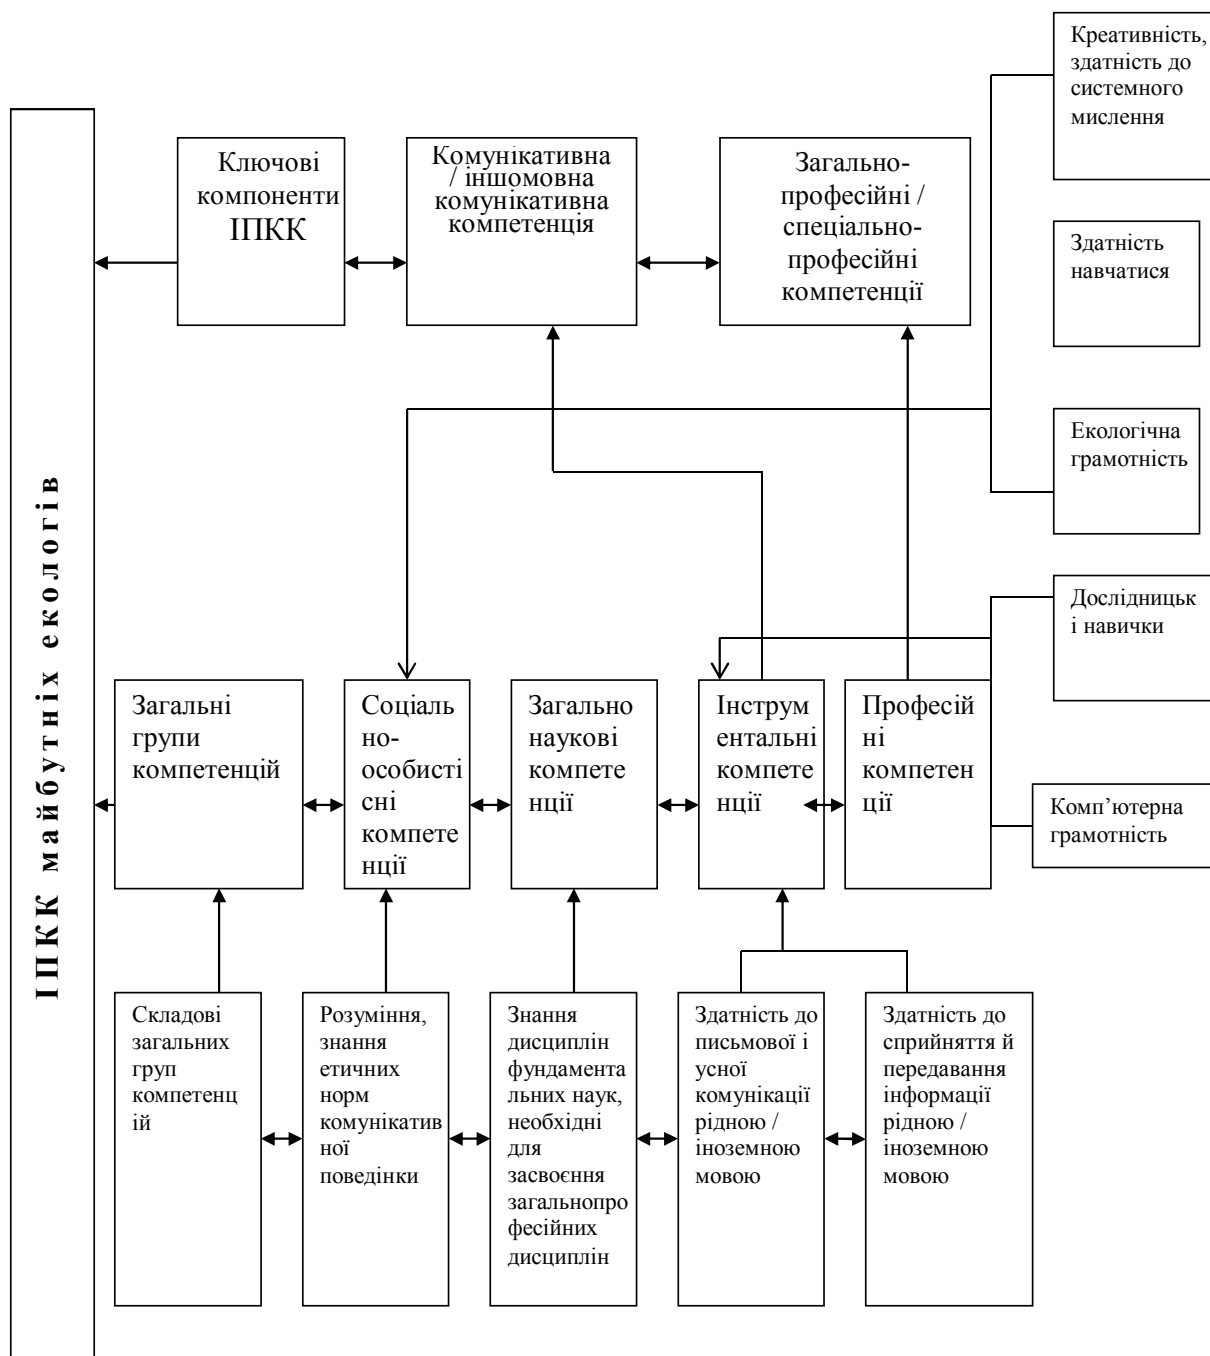 Креативність,
здатність до
системного
мислення
Ключові
компоненти
ІПКК
Комунікативна
/ іншомовна
комунікативна
компетенція
Загально-
професійні /
спеціально-
професійні
компетенції
Здатність
навчатися
Екологічна
грамотність
Дослідницьк
і навички
ІПКК майбутніх екологів
Загальні
групи
компетенцій
Соціаль
но-
особисті
сні
компете
нції
Загально
наукові
компете
нції
Інструм
ентальні
компете
нції
Професій
ні
компетен
ції
Комп’ютерна
грамотність
Складові
загальних
груп
компетенц
ій
Розуміння,
знання
етичних
норм
комунікатив
ної
поведінки
Знання
дисциплін
фундамента
льних наук,
необхідні
для
засвоєння
загальнопро
фесійних
дисциплін
Здатність до
письмової і
усної
комунікації
рідною /
іноземною
мовою
Здатність до
сприйняття й
передавання
інформації
рідною /
іноземною
мовою